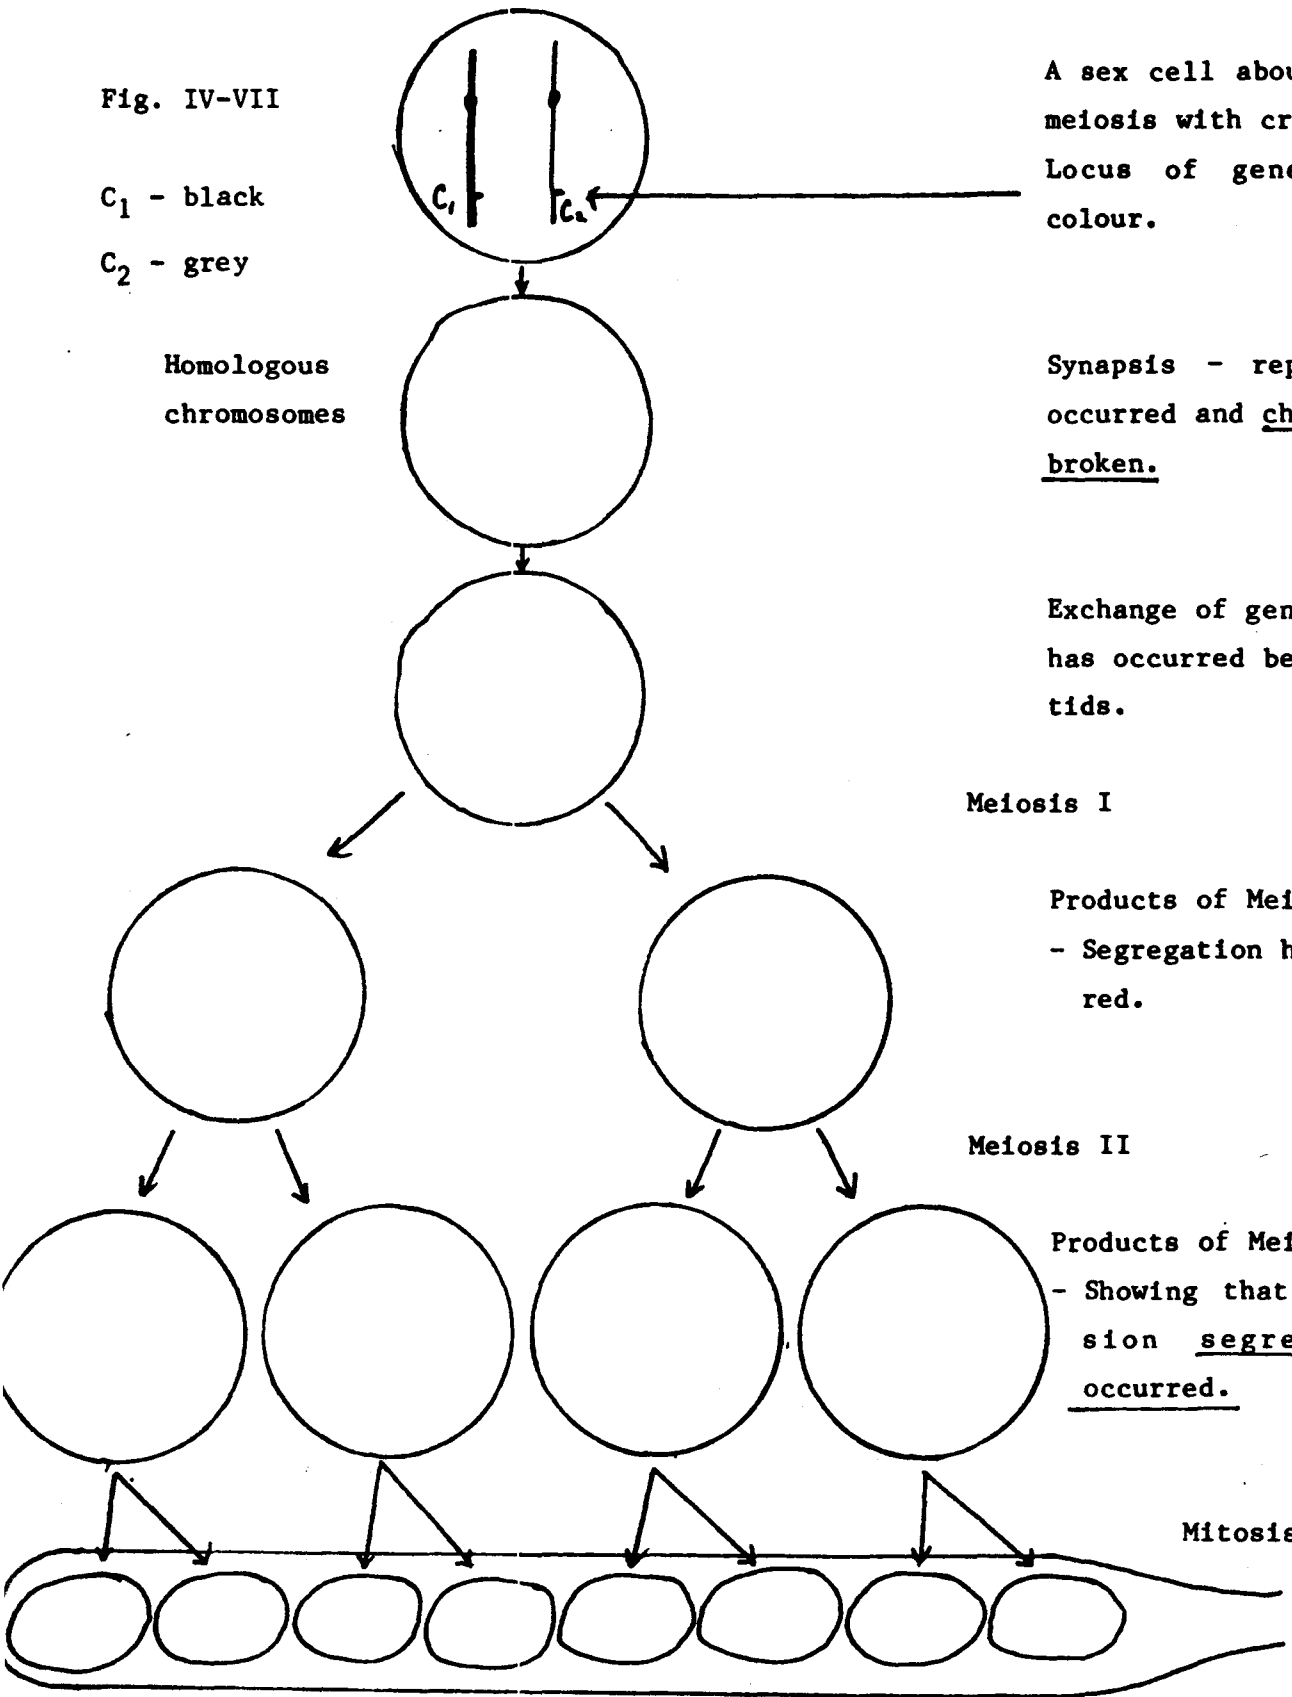 Fig. IV-VII
C₁ - black
C₂ - grey
C₁
C₂
A sex cell abou
meiosis with cr
Locus of gene
colour.
Homologous
chromosomes
Synapsis - rep
occurred and ch
broken.
Exchange of gen
has occurred be
tids.
Meiosis I
Products of Mei
- Segregation h
red.
Meiosis II
Products of Mei
- Showing that
sion segre
occurred.
Mitosis